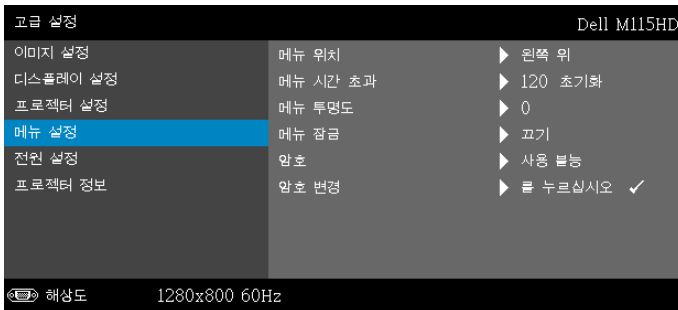 고급 설정 Dell M115HD
이미지 설정
디스플레이 설정
프로젝터 설정
메뉴 설정
전원 설정
프로젝터 정보
메뉴 위치 왼쪽 위
메뉴 시간 초과 120 초기화
메뉴 투명도 0
메뉴 잠금 끄기
암호 사용 불능
암호 변경 를 누르십시오
해상도 1280x800 60Hz